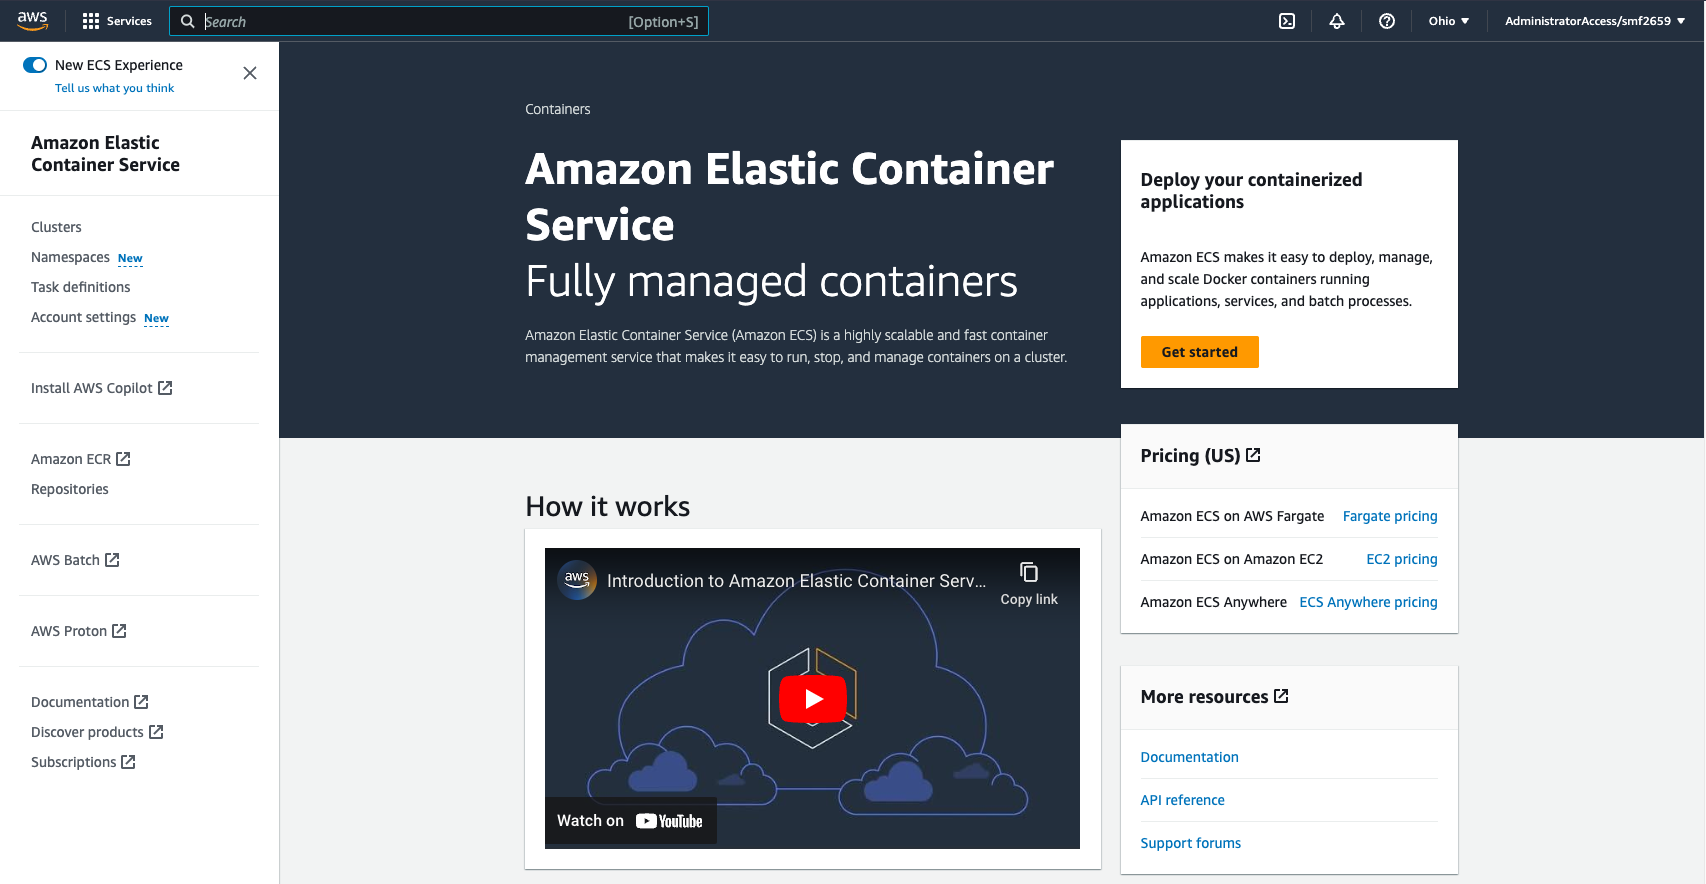 aws
Services
Search
[Option+S]
Ohio
AdministratorAccess/smf2659
New ECS Experience
Tell us what you think
Amazon Elastic
Container Service
Clusters
Namespaces New
Task definitions
Account settings New
Install AWS Copilot
Amazon ECR
Repositories
AWS Batch
AWS Proton
Documentation
Discover products
Subscriptions
Containers
Amazon Elastic Container
Service
Fully managed containers
Amazon Elastic Container Service (Amazon ECS) is a highly scalable and fast container
management service that makes it easy to run, stop, and manage containers on a cluster.
Deploy your containerized
applications
Amazon ECS makes it easy to deploy, manage,
and scale Docker containers running
applications, services, and batch processes.
Get started
How it works
aws
Introduction to Amazon Elastic Container Serv...
Copy link
Watch on YouTube
Pricing (US)
Amazon ECS on AWS Fargate Fargate pricing
Amazon ECS on Amazon EC2 EC2 pricing
Amazon ECS Anywhere ECS Anywhere pricing
More resources
Documentation
API reference
Support forums